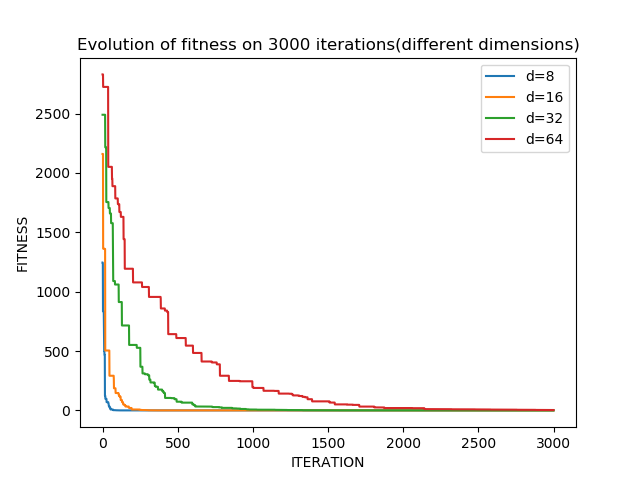 Evolution of fitness on 3000 iterations(different dimensions)
d=8
d=16
d=32
d=64
FITNESS
2500
2000
1500
1000
500
0
0 500 1000 1500 2000 2500 3000
ITERATION